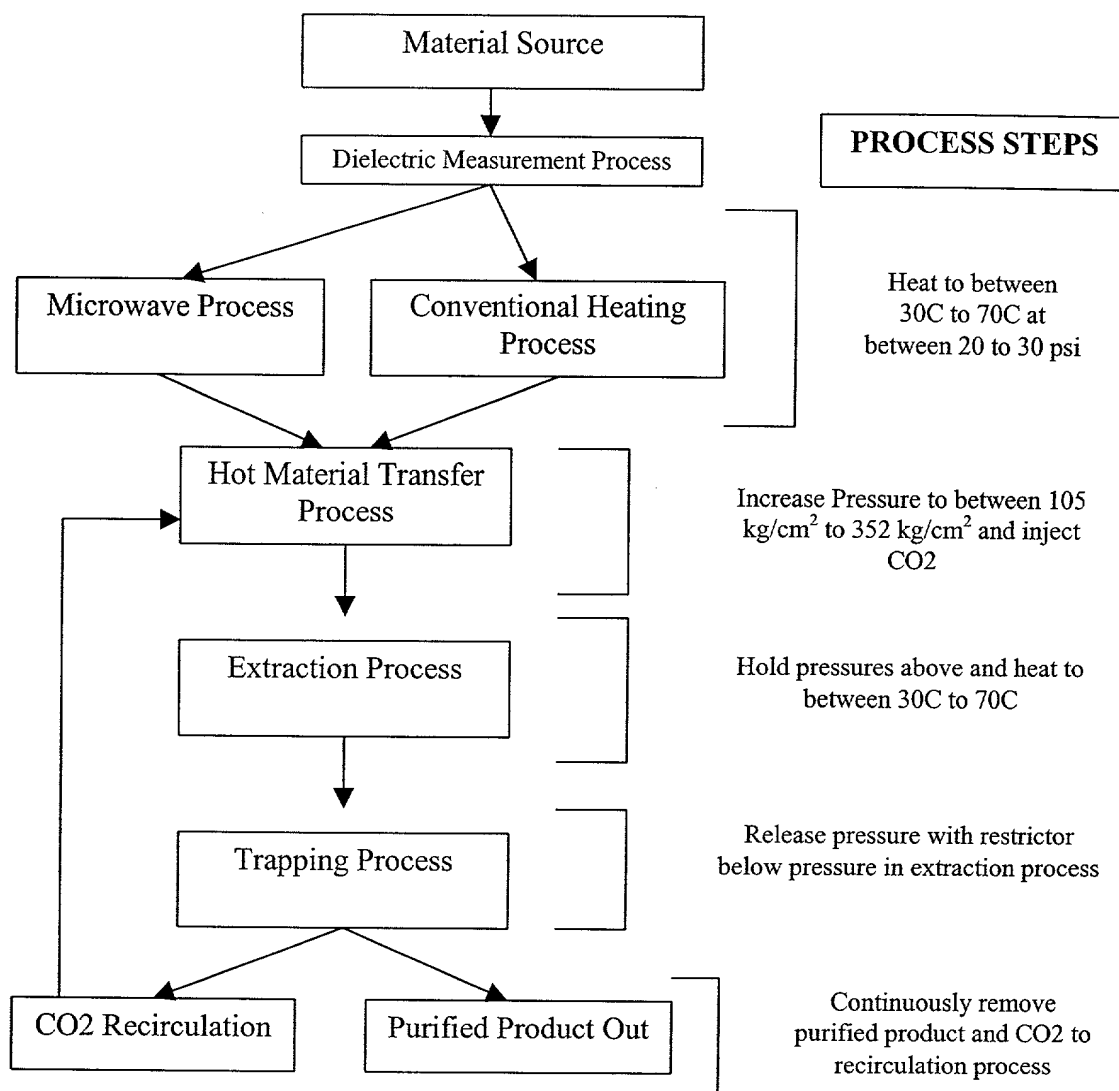 Material Source
Dielectric Measurement Process
PROCESS STEPS
Microwave Process
Conventional Heating
Process
Heat to between
30C to 70C at
between 20 to 30 psi
Hot Material Transfer
Process
Increase Pressure to between 105
kg/cm² to 352 kg/cm² and inject
CO2
Extraction Process
Hold pressures above and heat to
between 30C to 70C
Trapping Process
Release pressure with restrictor
below pressure in extraction process
CO2 Recirculation
Purified Product Out
Continuously remove
purified product and CO2 to
recirculation process